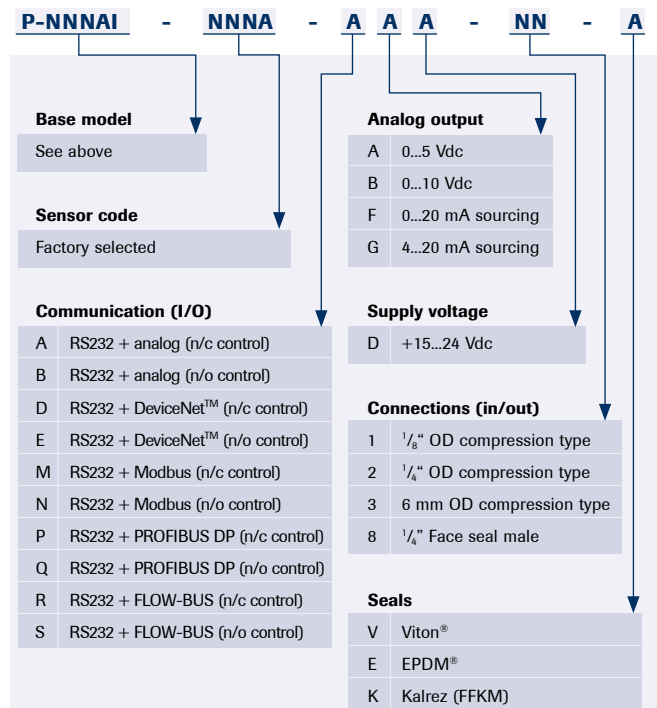 P-NNNAI - NNNA - A A A - NN - A
Base model
See above
Sensor code
Factory selected
Communication (I/O)
A RS232 + analog (n/c control)
B RS232 + analog (n/o control)
D RS232 + DeviceNet™ (n/c control)
E RS232 + DeviceNet™ (n/o control)
M RS232 + Modbus (n/c control)
N RS232 + Modbus (n/o control)
P RS232 + PROFIBUS DP (n/c control)
Q RS232 + PROFIBUS DP (n/o control)
R RS232 + FLOW-BUS (n/c control)
S RS232 + FLOW-BUS (n/o control)
Analog output
A 0...5 Vdc
B 0...10 Vdc
F 0...20 mA sourcing
G 4...20 mA sourcing
Supply voltage
D +15...24 Vdc
Connections (in/out)
1 1/8“ OD compression type
2 1/4“ OD compression type
3 6 mm OD compression type
8 1/4” Face seal male
Seals
V Viton®
E EPDM®
K Kalrez (FFKM)